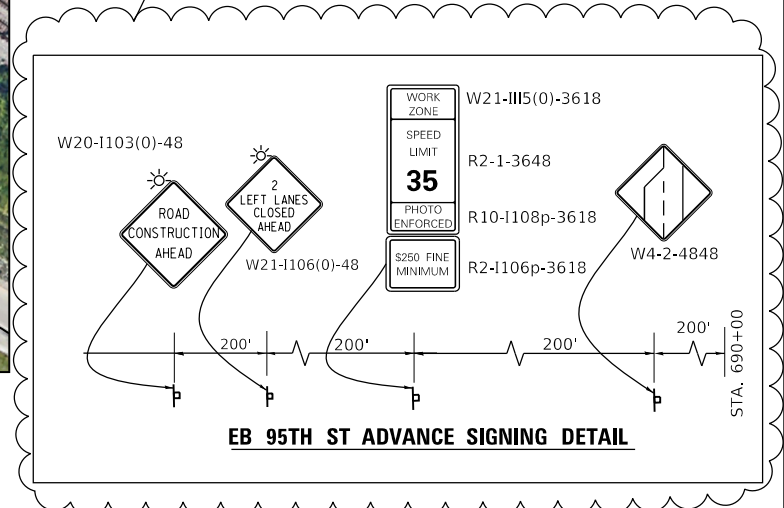 W20-I103(0)-48
ROAD
CONSTRUCTION
AHEAD
2
LEFT LANES
CLOSED
AHEAD
W21-I106(0)-48
WORK
ZONE
W21-III5(0)-3618
SPEED
LIMIT
35
R2-1-3648
PHOTO
ENFORCED
R10-I108p-3618
$250 FINE
MINIMUM
R2-I106p-3618
W4-2-4848
200'
200'
200'
200'
STA. 690+00
EB 95TH ST ADVANCE SIGNING DETAIL